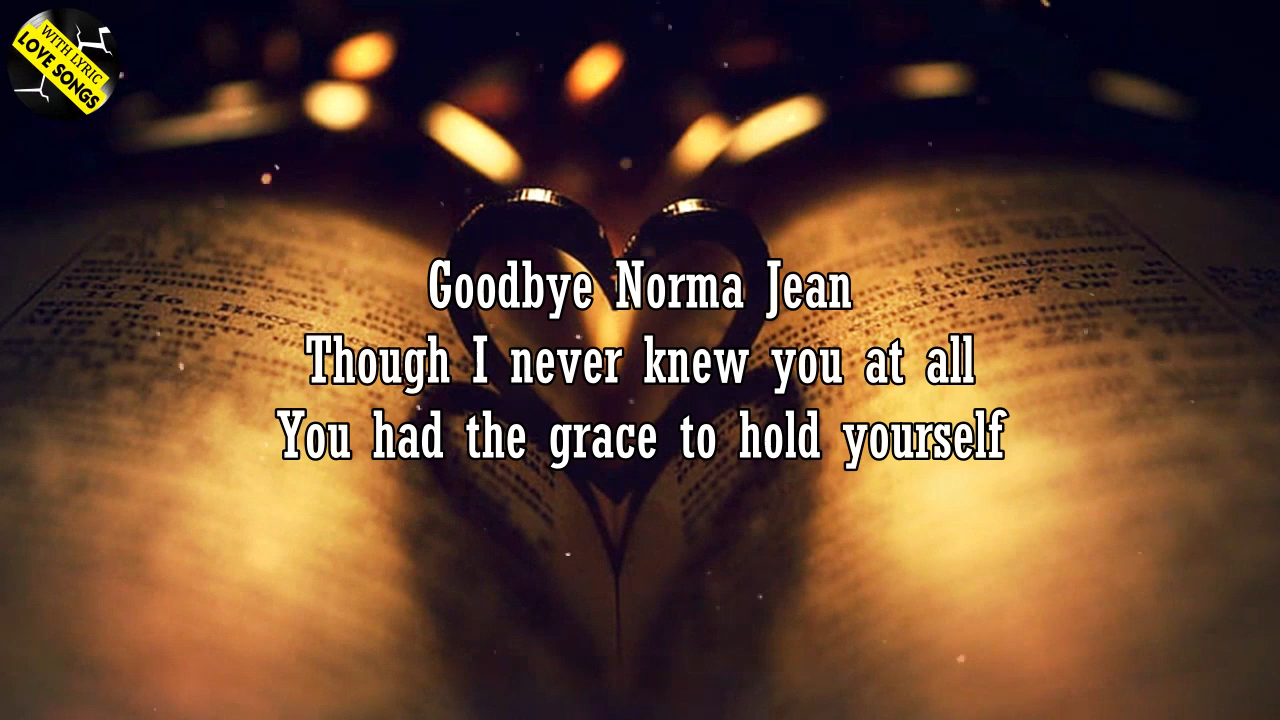 WITH LYRIC
LOVE SONGS
Goodbye Norma Jean
Though I never knew you at all
You had the grace to hold yourself